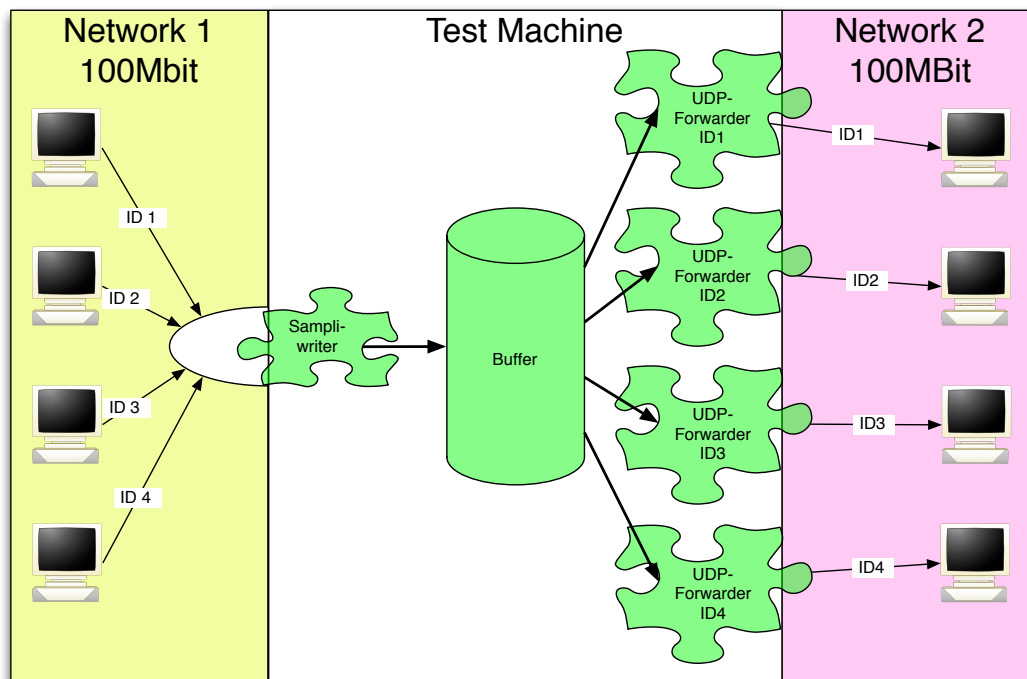 Network 1
100Mbit
Test Machine
Network 2
100MBit
ID 1
ID 2
ID 3
ID 4
Sampli-
writer
Buffer
UDP-
Forwarder
ID1
UDP-
Forwarder
ID2
UDP-
Forwarder
ID3
UDP-
Forwarder
ID4
ID1
ID2
ID3
ID4